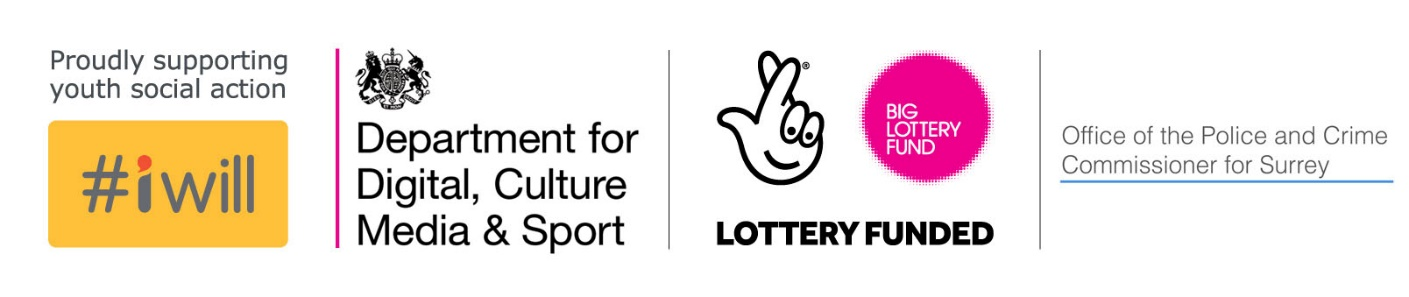 Proudly supporting
youth social action
#iwill
Department for
Digital, Culture
Media & Sport
®
BIG
LOTTERY
FUND
LOTTERY FUNDED
Office of the Police and Crime
Commissioner for Surrey